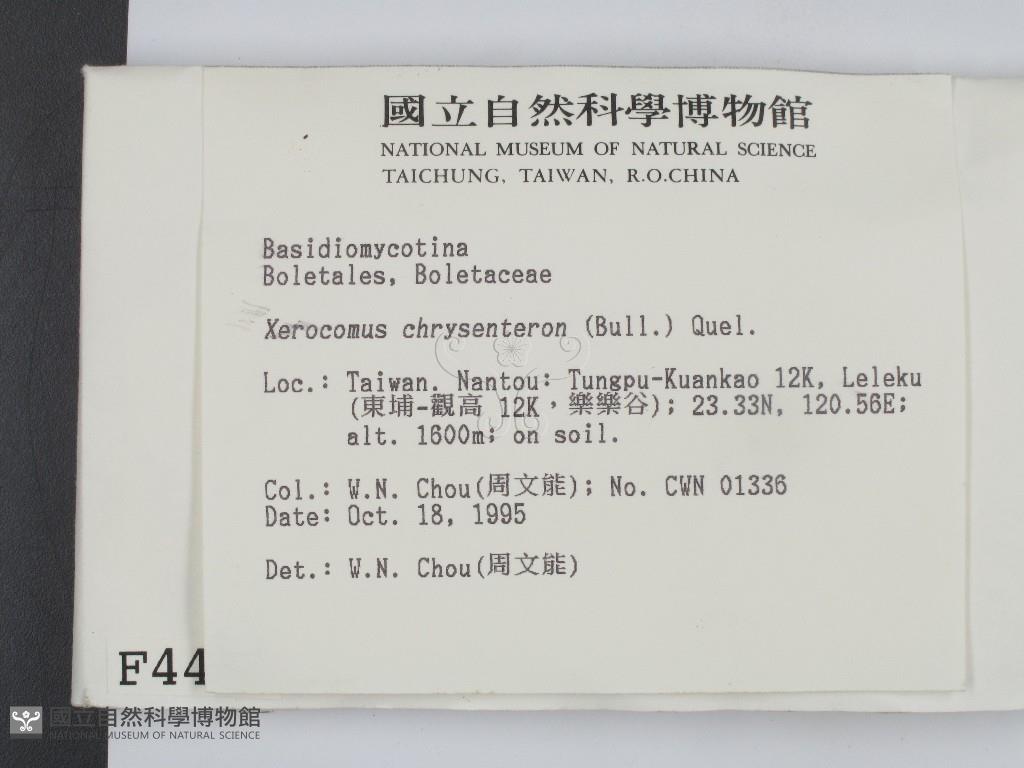 國立自然科學博物館
NATIONAL MUSEUM OF NATURAL SCIENCE
TAICHUNG, TAIWAN, R.O.CHINA
Basidiomycotina
Boletales, Boletaceae
Xerocomus chrysenteron (Bull.) Quel.
Loc.: Taiwan. Nantou: Tungpu-Kuankao 12K, Leleku
(東埔-觀高 12K，樂樂谷); 23.33N, 120.56E;
alt. 1600m; on soil.
Col.: W.N. Chou(周文能); No. CWN 01336
Date: Oct. 18, 1995
Det.: W.N. Chou(周文能)
F44
國立自然科學博物館
NATIONAL MUSEUM OF NATURAL SCIENCE